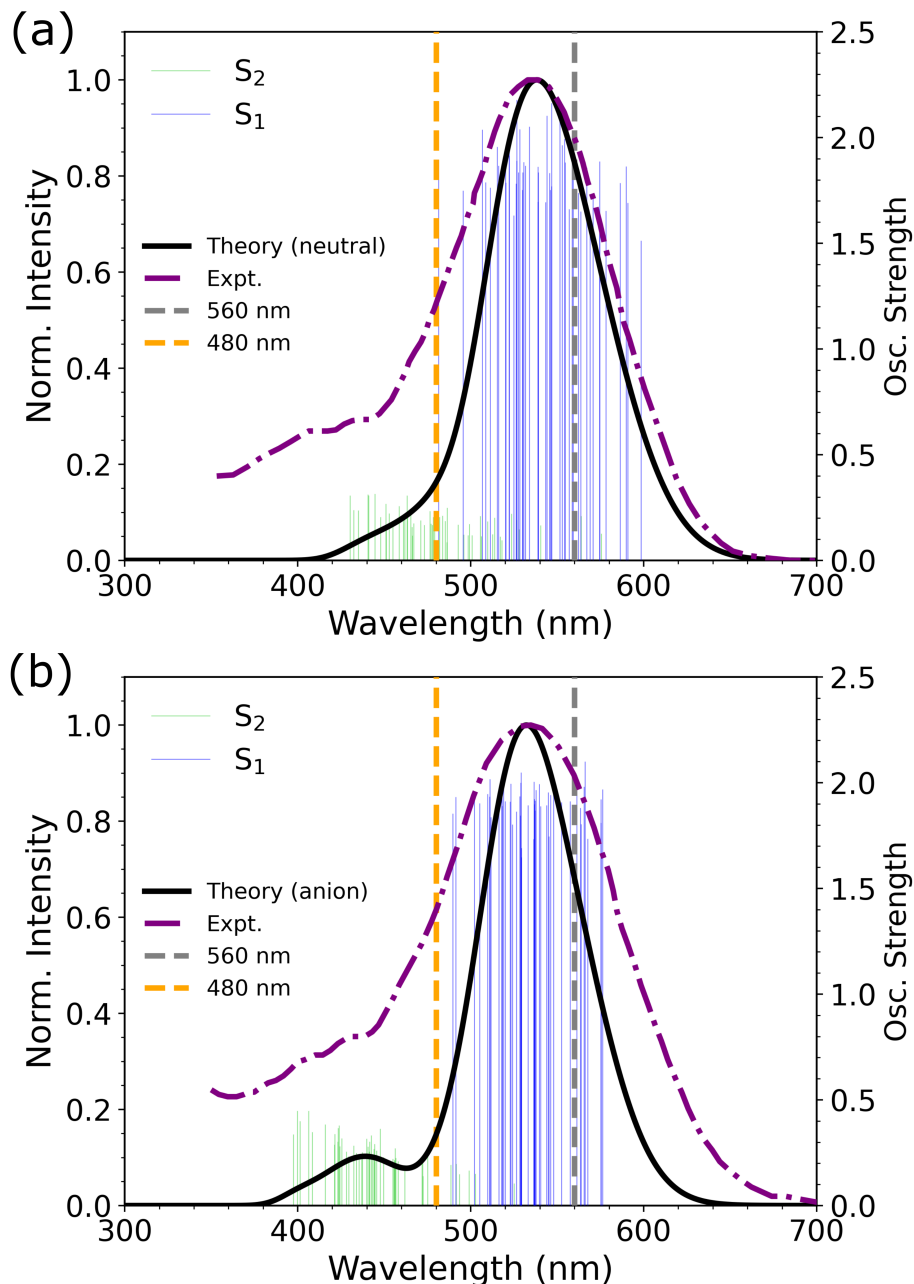 (a)
S₂
S₁
Theory (neutral)
Expt.
560 nm
480 nm
Norm. Intensity
0.0
0.2
0.4
0.6
0.8
1.0
Osc. Strength
0.0
0.5
1.0
1.5
2.0
2.5
300 400 500 600 700
Wavelength (nm)
(b)
S₂
S₁
Theory (anion)
Expt.
560 nm
480 nm
Norm. Intensity
0.0
0.2
0.4
0.6
0.8
1.0
Osc. Strength
0.0
0.5
1.0
1.5
2.0
2.5
300 400 500 600 700
Wavelength (nm)